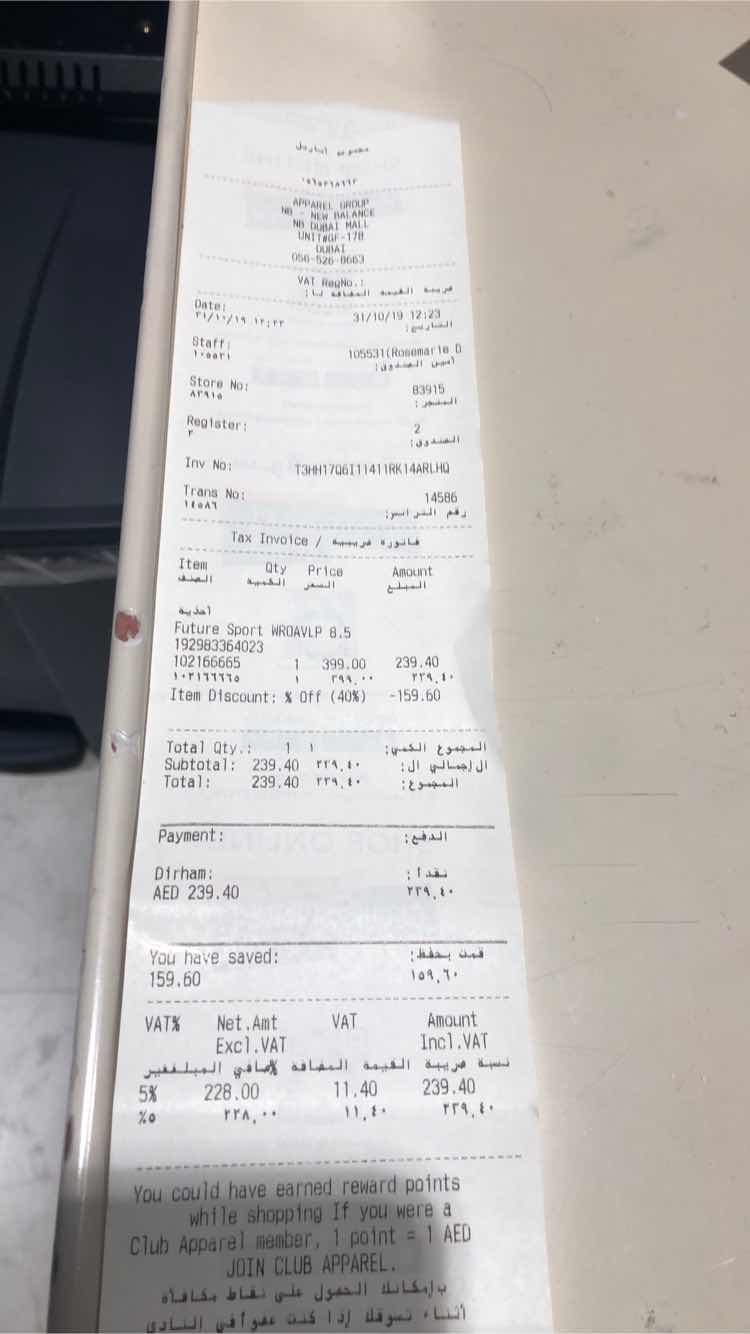 مجموعة اباريل
APPAREL GROUP
NB - NEW BALANCE
NB DUBAI MALL
UNIT#GF-178
DUBAI
056-526-8663
VAT RegNo.:
ضريبة القيمة المضافة لا:
Date: 31/10/19 12:23
٣١/١٠/١٩ ١٢:٢٣ التاريخ:
Staff: 105531(Rosemarie D
١٠٥٥٣١ أمين الصندوق:
Store No: 83915
٨٣٩١٥ المتجر:
Register: 2
٢ الصندوق:
Inv No: T3HH17Q6I11411RK14ARLHQ
Trans No: 14586
١٤٥٨٦ رقم الترانس:
Tax Invoice / فاتورة ضريبية
Item Qty Price Amount
الصنف الكمية السعر المبلغ
أحذية
Future Sport WROAVLP 8.5
192983364023
102166665 1 399.00 239.40
١٠٢١٦٦٦٦٥ ١ ٣٩٩,٠٠ ٢٣٩,٤٠
Item Discount: % Off (40%) -159.60
Total Qty.: 1 ١ المجموع الكمي:
Subtotal: 239.40 ٢٣٩,٤٠ الإجمالي ال:
Total: 239.40 ٢٣٩,٤٠ المجموع:
Payment: الدفع:
Dirham: نقدا:
AED 239.40 ٢٣٩,٤٠
You have saved: قمت بحفظ:
159.60 ١٥٩,٦٠
VAT% Net.Amt VAT Amount
Excl.VAT Incl.VAT
نسبة ضريبة القيمة المضافة %صافي المبلغ
5% 228.00 11.40 239.40
%٥ ٢٢٨,٠٠ ١١,٤٠ ٢٣٩,٤٠
You could have earned reward points
while shopping If you were a
Club Apparel member, 1 point = 1 AED
JOIN CLUB APPAREL.
بإمكانك الحصول على نقاط مكافأة
أثناء تسوقك إذا كنت عضوا في النادي